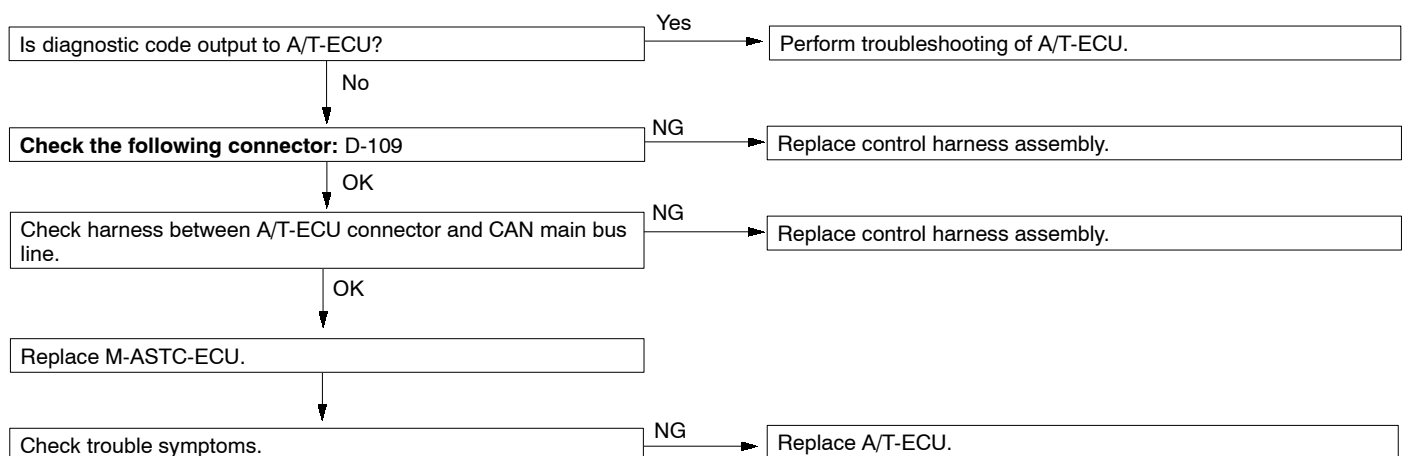 Yes
Is diagnostic code output to A/T-ECU?
Perform troubleshooting of A/T-ECU.
No
NG
Check the following connector: D-109
Replace control harness assembly.
OK
NG
Check harness between A/T-ECU connector and CAN main bus
line.
Replace control harness assembly.
OK
Replace M-ASTC-ECU.
NG
Check trouble symptoms.
Replace A/T-ECU.